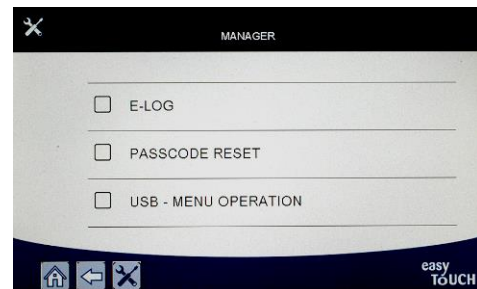 MANAGER
E-LOG
PASSCODE RESET
USB - MENU OPERATION
easy
TOUCH